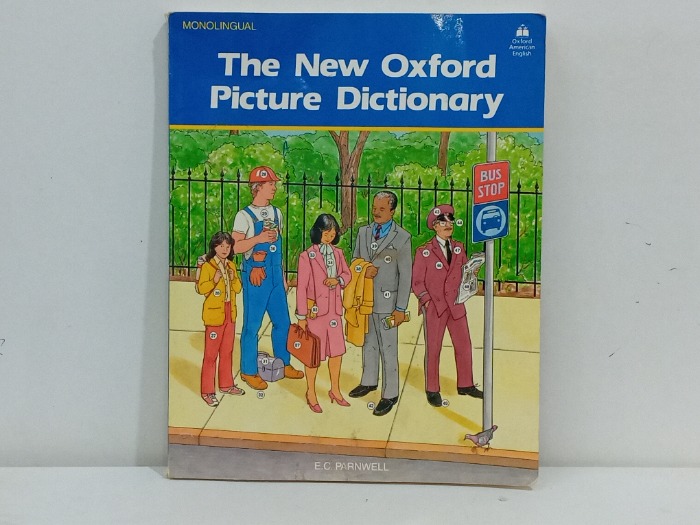 MONOLINGUAL
Oxford
American
English
The New Oxford
Picture Dictionary
BUS
STOP
E.C. PARNWELL